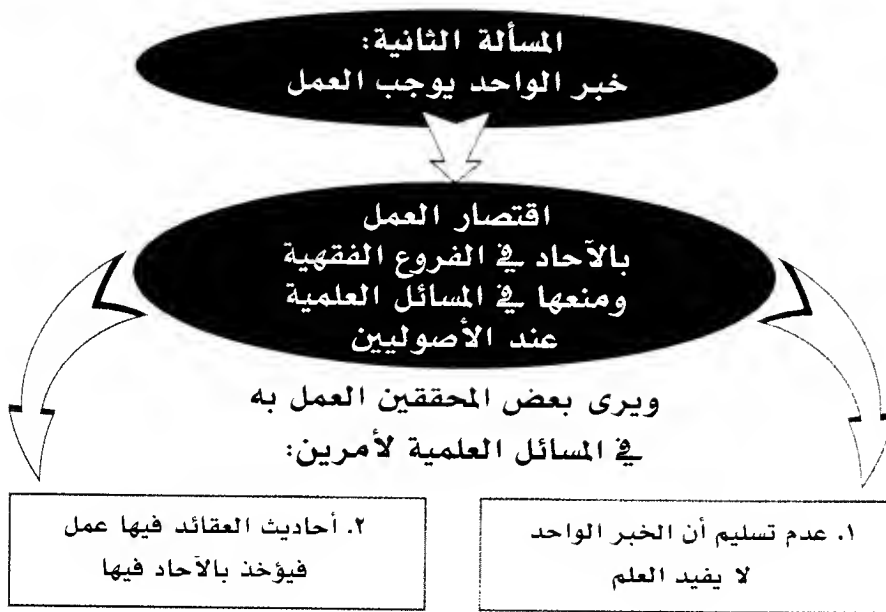 المسألة الثانية:
خبر الواحد يوجب العمل
اقتصار العمل
بالآحاد في الفروع الفقهية
ومنعها في المسائل العلمية
عند الأصوليين
ويرى بعض المحققين العمل به
في المسائل العلمية لأمرين:
١. عدم تسليم أن الخبر الواحد
لا يفيد العلم
٢. أحاديث العقائد فيها عمل
فيؤخذ بالآحاد فيها